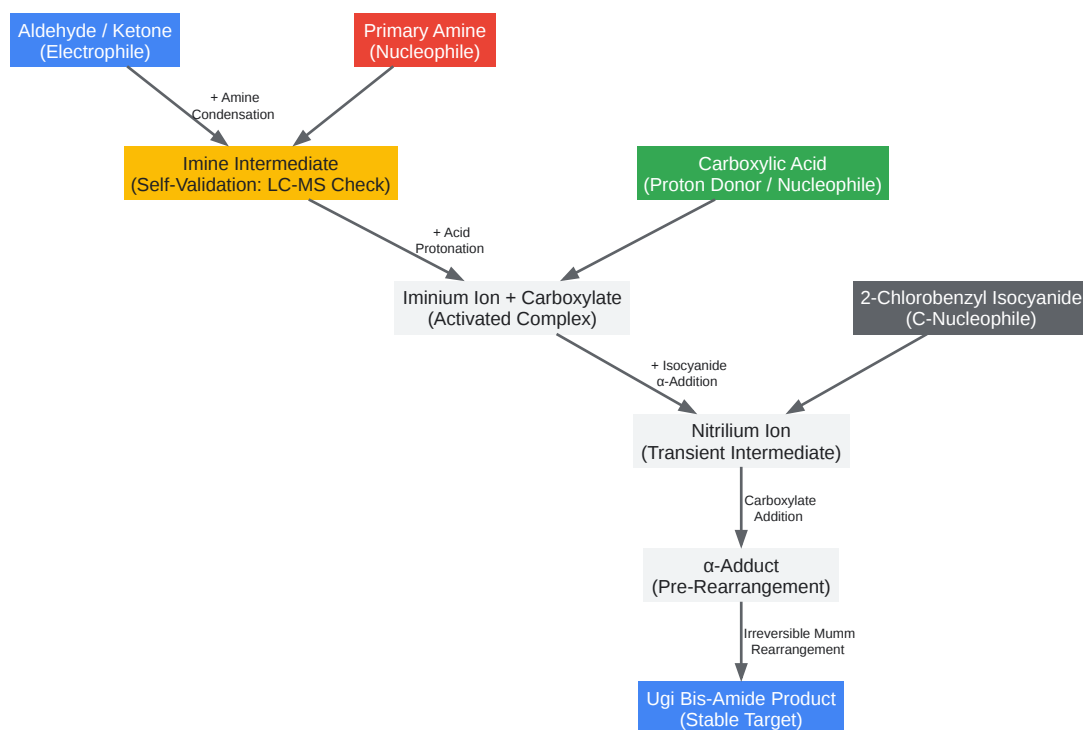 Aldehyde / Ketone
(Electrophile)
Primary Amine
(Nucleophile)
+ Amine
Condensation
Imine Intermediate
(Self-Validation: LC-MS Check)
Carboxylic Acid
(Proton Donor / Nucleophile)
+ Acid
Protonation
Iminium Ion + Carboxylate
(Activated Complex)
2-Chlorobenzyl Isocyanide
(C-Nucleophile)
+ Isocyanide
α-Addition
Nitrilium Ion
(Transient Intermediate)
Carboxylate
Addition
α-Adduct
(Pre-Rearrangement)
Irreversible Mumm
Rearrangement
Ugi Bis-Amide Product
(Stable Target)